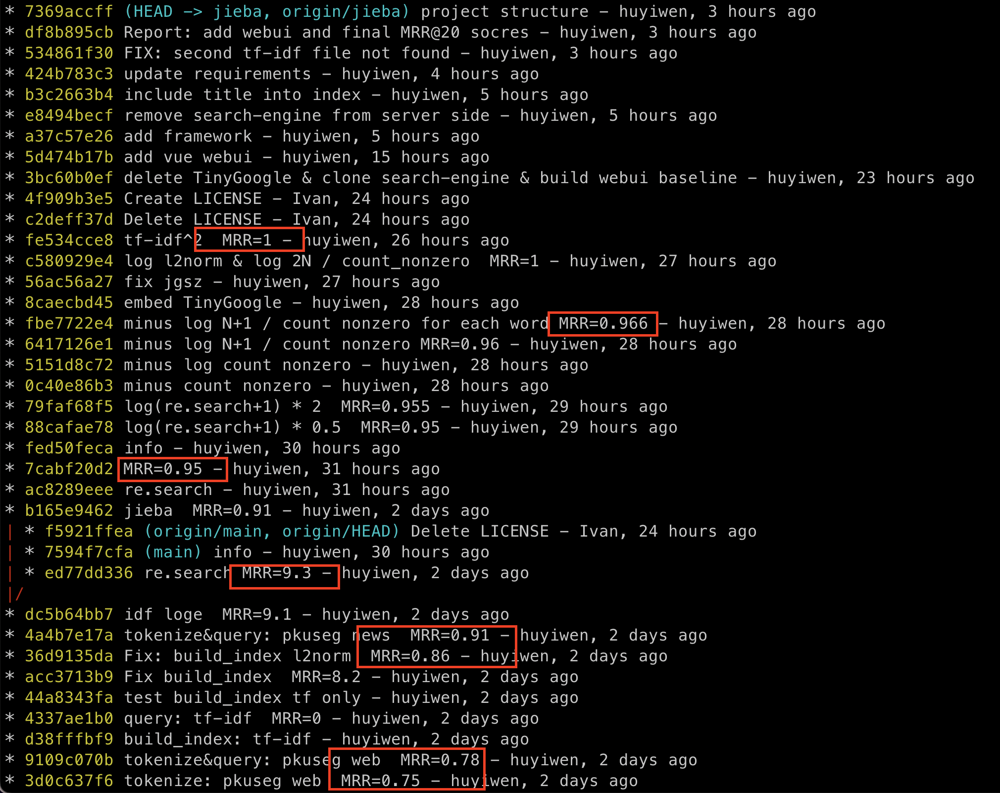 * 7369accff (HEAD -> jieba, origin/jieba) project structure - huyiwen, 3 hours ago
* df8b895cb Report: add webui and final MRR@20 socres - huyiwen, 3 hours ago
* 534861f30 FIX: second tf-idf file not found - huyiwen, 3 hours ago
* 424b783c3 update requirements - huyiwen, 4 hours ago
* b3c2663b4 include title into index - huyiwen, 5 hours ago
* e8494becf remove search-engine from server side - huyiwen, 5 hours ago
* a37c57e26 add framework - huyiwen, 5 hours ago
* 5d474b17b add vue webui - huyiwen, 15 hours ago
* 3bc60b0ef delete TinyGoogle & clone search-engine & build webui baseline - huyiwen, 23 hours ago
* 4f909b3e5 Create LICENSE - Ivan, 24 hours ago
* c2deff37d Delete LICENSE - Ivan, 24 hours ago
* fe534cce8 tf-idf^2  MRR=1 - huyiwen, 26 hours ago
* c580929e4 log l2norm & log 2N / count_nonzero  MRR=1 - huyiwen, 27 hours ago
* 56ac56a27 fix jgsz - huyiwen, 27 hours ago
* 8caecbd45 embed TinyGoogle - huyiwen, 28 hours ago
* fbe7722e4 minus log N+1 / count nonzero for each word MRR=0.966 - huyiwen, 28 hours ago
* 6417126e1 minus log N+1 / count nonzero MRR=0.96 - huyiwen, 28 hours ago
* 5151d8c72 minus log count nonzero - huyiwen, 28 hours ago
* 0c40e86b3 minus count nonzero - huyiwen, 28 hours ago
* 79faf68f5 log(re.search+1) * 2  MRR=0.955 - huyiwen, 29 hours ago
* 88cafae78 log(re.search+1) * 0.5  MRR=0.95 - huyiwen, 29 hours ago
* fed50feca info - huyiwen, 30 hours ago
* 7cabf20d2 MRR=0.95 - huyiwen, 31 hours ago
* ac8289eee re.search - huyiwen, 31 hours ago
* b165e9462 jieba  MRR=0.91 - huyiwen, 2 days ago
| * f5921ffea (origin/main, origin/HEAD) Delete LICENSE - Ivan, 24 hours ago
| * 7594f7cfa (main) info - huyiwen, 30 hours ago
| * ed77dd336 re.search MRR=9.3 - huyiwen, 2 days ago
|/
* dc5b64bb7 idf loge  MRR=9.1 - huyiwen, 2 days ago
* 4a4b7e17a tokenize&query: pkuseg news  MRR=0.91 - huyiwen, 2 days ago
* 36d9135da Fix: build_index l2norm  MRR=0.86 - huyiwen, 2 days ago
* acc3713b9 Fix build_index  MRR=8.2 - huyiwen, 2 days ago
* 44a8343fa test build_index tf only - huyiwen, 2 days ago
* 4337ae1b0 query: tf-idf  MRR=0 - huyiwen, 2 days ago
* d38fffbf9 build_index: tf-idf - huyiwen, 2 days ago
* 9109c070b tokenize&query: pkuseg web  MRR=0.78 - huyiwen, 2 days ago
* 3d0c637f6 tokenize: pkuseg web  MRR=0.75 - huyiwen, 2 days ago